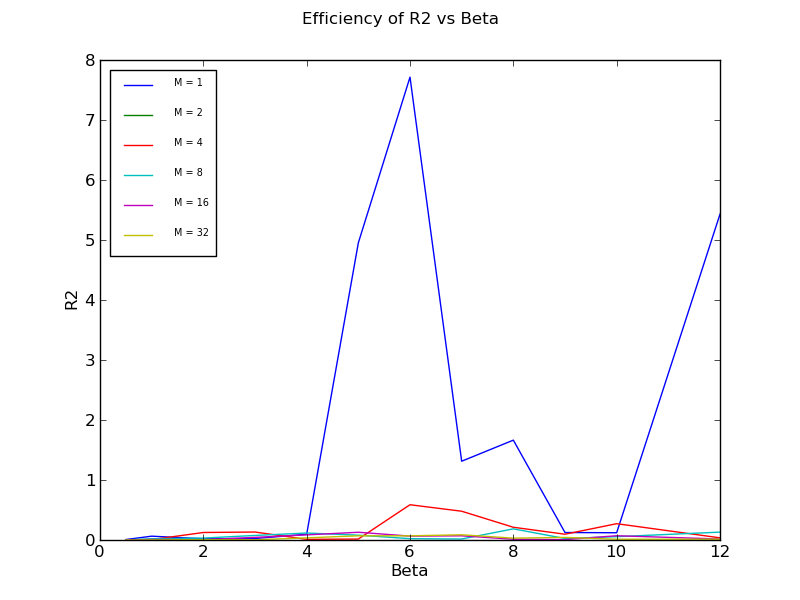 Efficiency of R2 vs Beta
8
7
6
5
4
3
2
1
0
R2
M = 1
M = 2
M = 4
M = 8
M = 16
M = 32
0 2 4 6 8 10 12
Beta